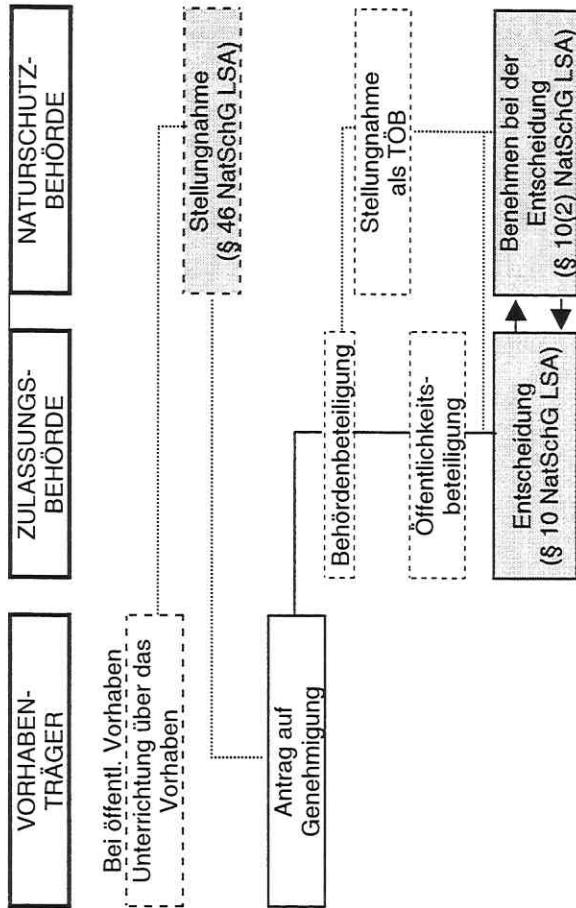 VORHABEN-
TRÄGER
ZULASSUNGS-
BEHÖRDE
NATURSCHUTZ-
BEHÖRDE
Bei öffentl. Vorhaben
Unterrichtung über das
Vorhaben
Stellungnahme
(§ 46 NatSchG LSA)
Antrag auf
Genehmigung
Behördenbeteiligung
Stellungnahme
als TÖB
Öffentlichkeits-
beteiligung
Entscheidung
(§ 10 NatSchG LSA)
Benehmen bei der
Entscheidung
(§ 10(2) NatSchG LSA)